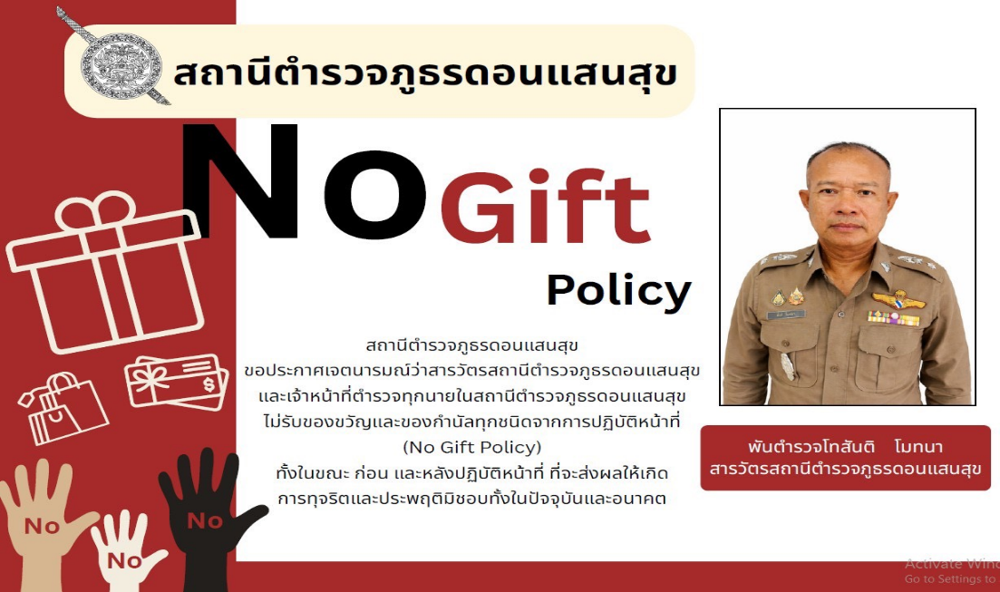 สถานีตำรวจภูธรดอนแสนสุข
No Gift
Policy
สถานีตำรวจภูธรดอนแสนสุข
ขอประกาศเจตนารมณ์ว่าสารวัตรสถานีตำรวจภูธรดอนแสนสุข
และเจ้าหน้าที่ตำรวจทุกนายในสถานีตำรวจภูธรดอนแสนสุข
ไม่รับของขวัญและของกำนัลทุกชนิดจากการปฏิบัติหน้าที่
(No Gift Policy)
ทั้งในขณะ ก่อน และหลังปฏิบัติหน้าที่ ที่จะส่งผลให้เกิด
การทุจริตและประพฤติมิชอบทั้งในปัจจุบันและอนาคต
พันตำรวจโทสันติ โมทนา
สารวัตรสถานีตำรวจภูธรดอนแสนสุข
$
No
No
No
Activate Wind
Go to Settings to